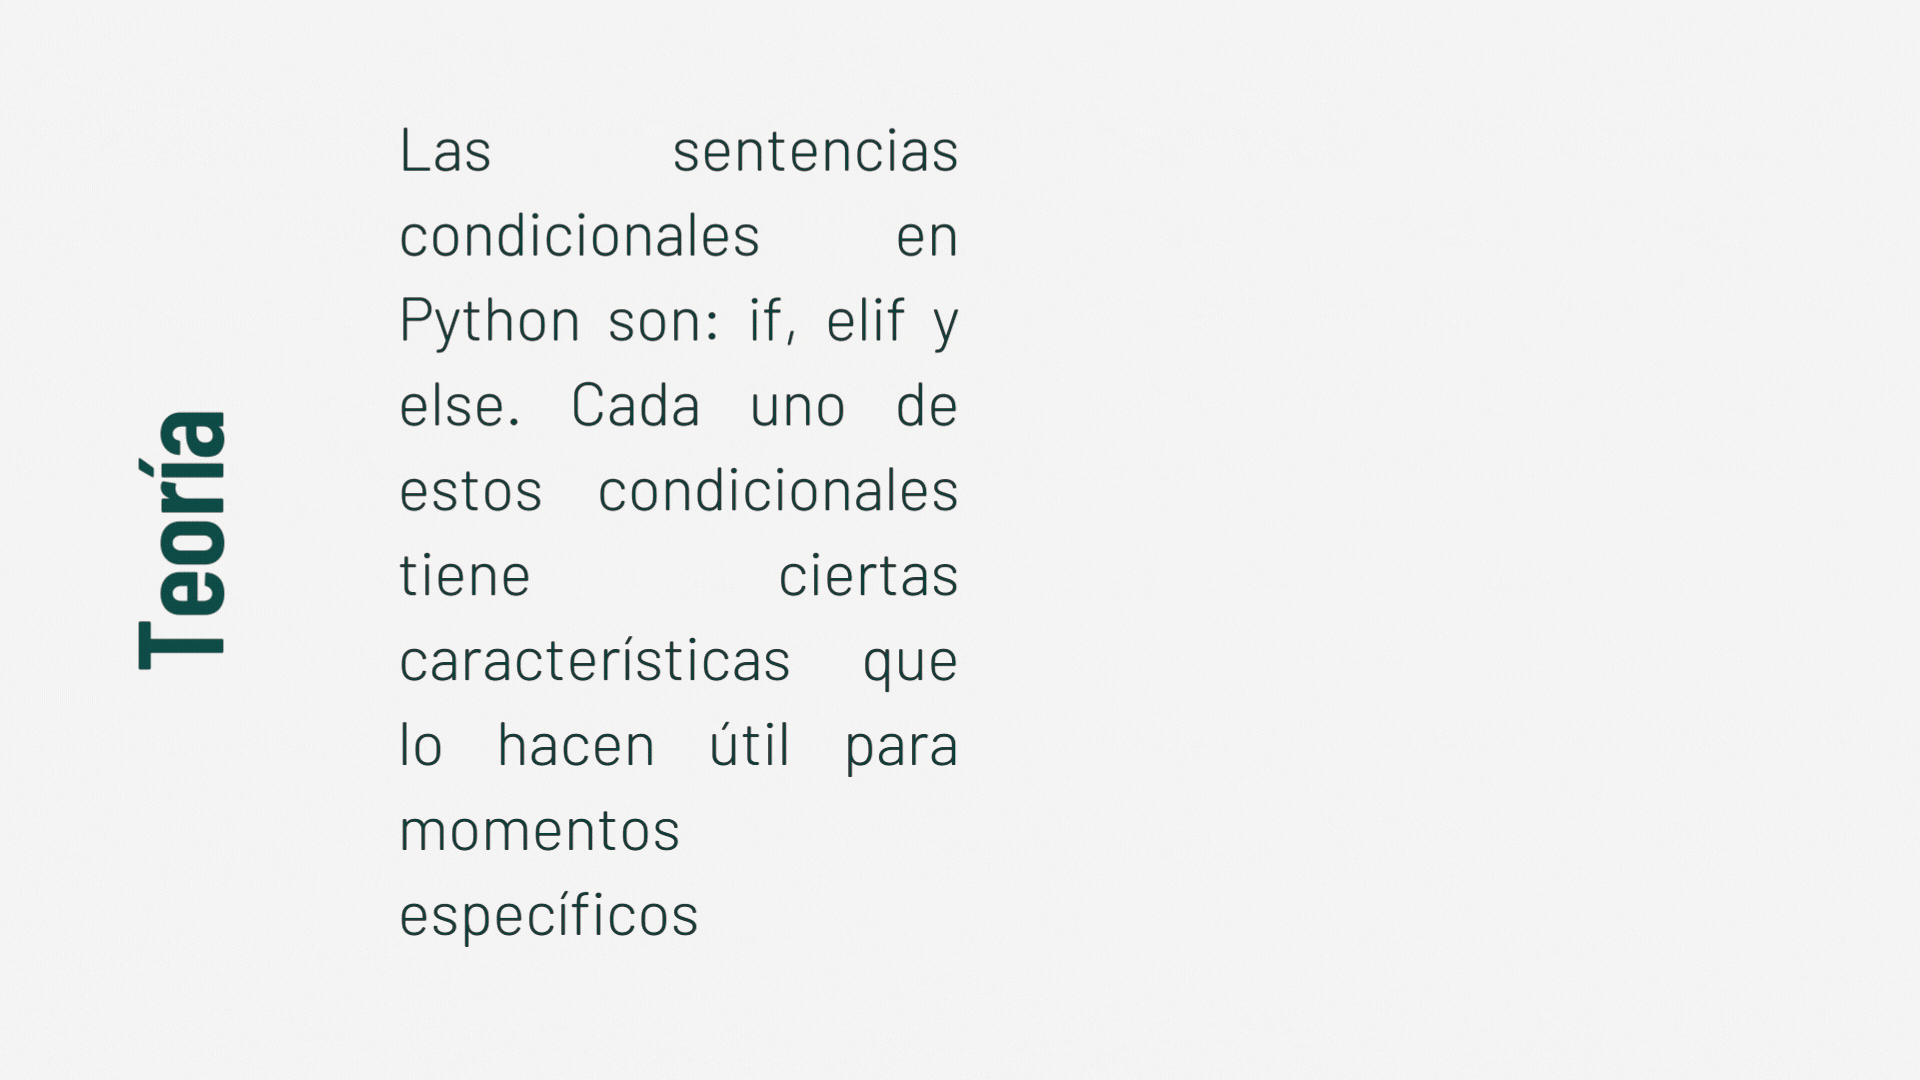 Teoría
Las sentencias
condicionales en
Python son: if, elif y
else. Cada uno de
estos condicionales
tiene ciertas
características que
lo hacen útil para
momentos
específicos